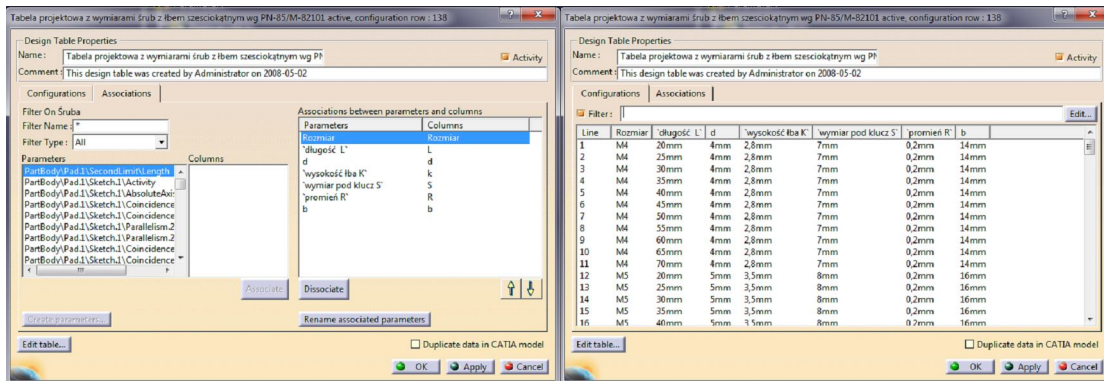 Tabela projektowa z wymiarami śrub z łbem szesciokątnym wg PN-85/M-82101 active, configuration row : 138
Design Table Properties
Name : Tabela projektowa z wymiarami śrub z łbem szesciokątnym wg PN
Activity
Comment : This design table was created by Administrator on 2008-05-02
Configurations Associations
Filter On Śruba
Filter Name : *
Filter Type : All
Parameters Columns
PartBody\Pad.1\SecondLimit\Length
PartBody\Pad.1\Sketch.1\Activity
PartBody\Pad.1\Sketch.1\AbsoluteAxi
PartBody\Pad.1\Sketch.1\Coincidence
PartBody\Pad.1\Sketch.1\Coincidence
PartBody\Pad.1\Sketch.1\Parallelism.2
PartBody\Pad.1\Sketch.1\Parallelism.2
PartBody\Pad.1\Sketch.1\Coincidence
PartBody\Pad.1\Sketch.1\Coincidence
Associate
Create parameters...
Associations between parameters and columns
Parameters Columns
Rozmiar Rozmiar
`długość L` L
d d
`wysokość łba K` k
`wymiar pod klucz S` S
`promień R` R
b b
Dissociate
Rename associated parameters
Edit table...
Duplicate data in CATIA model
OK Apply Cancel
Tabela projektowa z wymiarami śrub z łbem szesciokątnym wg PN-85/M-82101 active, configuration row : 138
Design Table Properties
Name : Tabela projektowa z wymiarami śrub z łbem szesciokątnym wg PN
Activity
Comment : This design table was created by Administrator on 2008-05-02
Configurations Associations
Filter : Edit...
Line Rozmiar `długość L` d `wysokość łba K` `wymiar pod klucz S` `promień R` b
1 M4 20mm 4mm 2,8mm 7mm 0,2mm 14mm
2 M4 25mm 4mm 2,8mm 7mm 0,2mm 14mm
3 M4 30mm 4mm 2,8mm 7mm 0,2mm 14mm
4 M4 35mm 4mm 2,8mm 7mm 0,2mm 14mm
5 M4 40mm 4mm 2,8mm 7mm 0,2mm 14mm
6 M4 45mm 4mm 2,8mm 7mm 0,2mm 14mm
7 M4 50mm 4mm 2,8mm 7mm 0,2mm 14mm
8 M4 55mm 4mm 2,8mm 7mm 0,2mm 14mm
9 M4 60mm 4mm 2,8mm 7mm 0,2mm 14mm
10 M4 65mm 4mm 2,8mm 7mm 0,2mm 14mm
11 M4 70mm 4mm 2,8mm 7mm 0,2mm 14mm
12 M5 20mm 5mm 3,5mm 8mm 0,2mm 16mm
13 M5 25mm 5mm 3,5mm 8mm 0,2mm 16mm
14 M5 30mm 5mm 3,5mm 8mm 0,2mm 16mm
15 M5 35mm 5mm 3,5mm 8mm 0,2mm 16mm
16 M5 40mm 5mm 3,5mm 8mm 0,2mm 16mm
Edit table...
Duplicate data in CATIA model
OK Apply Cancel